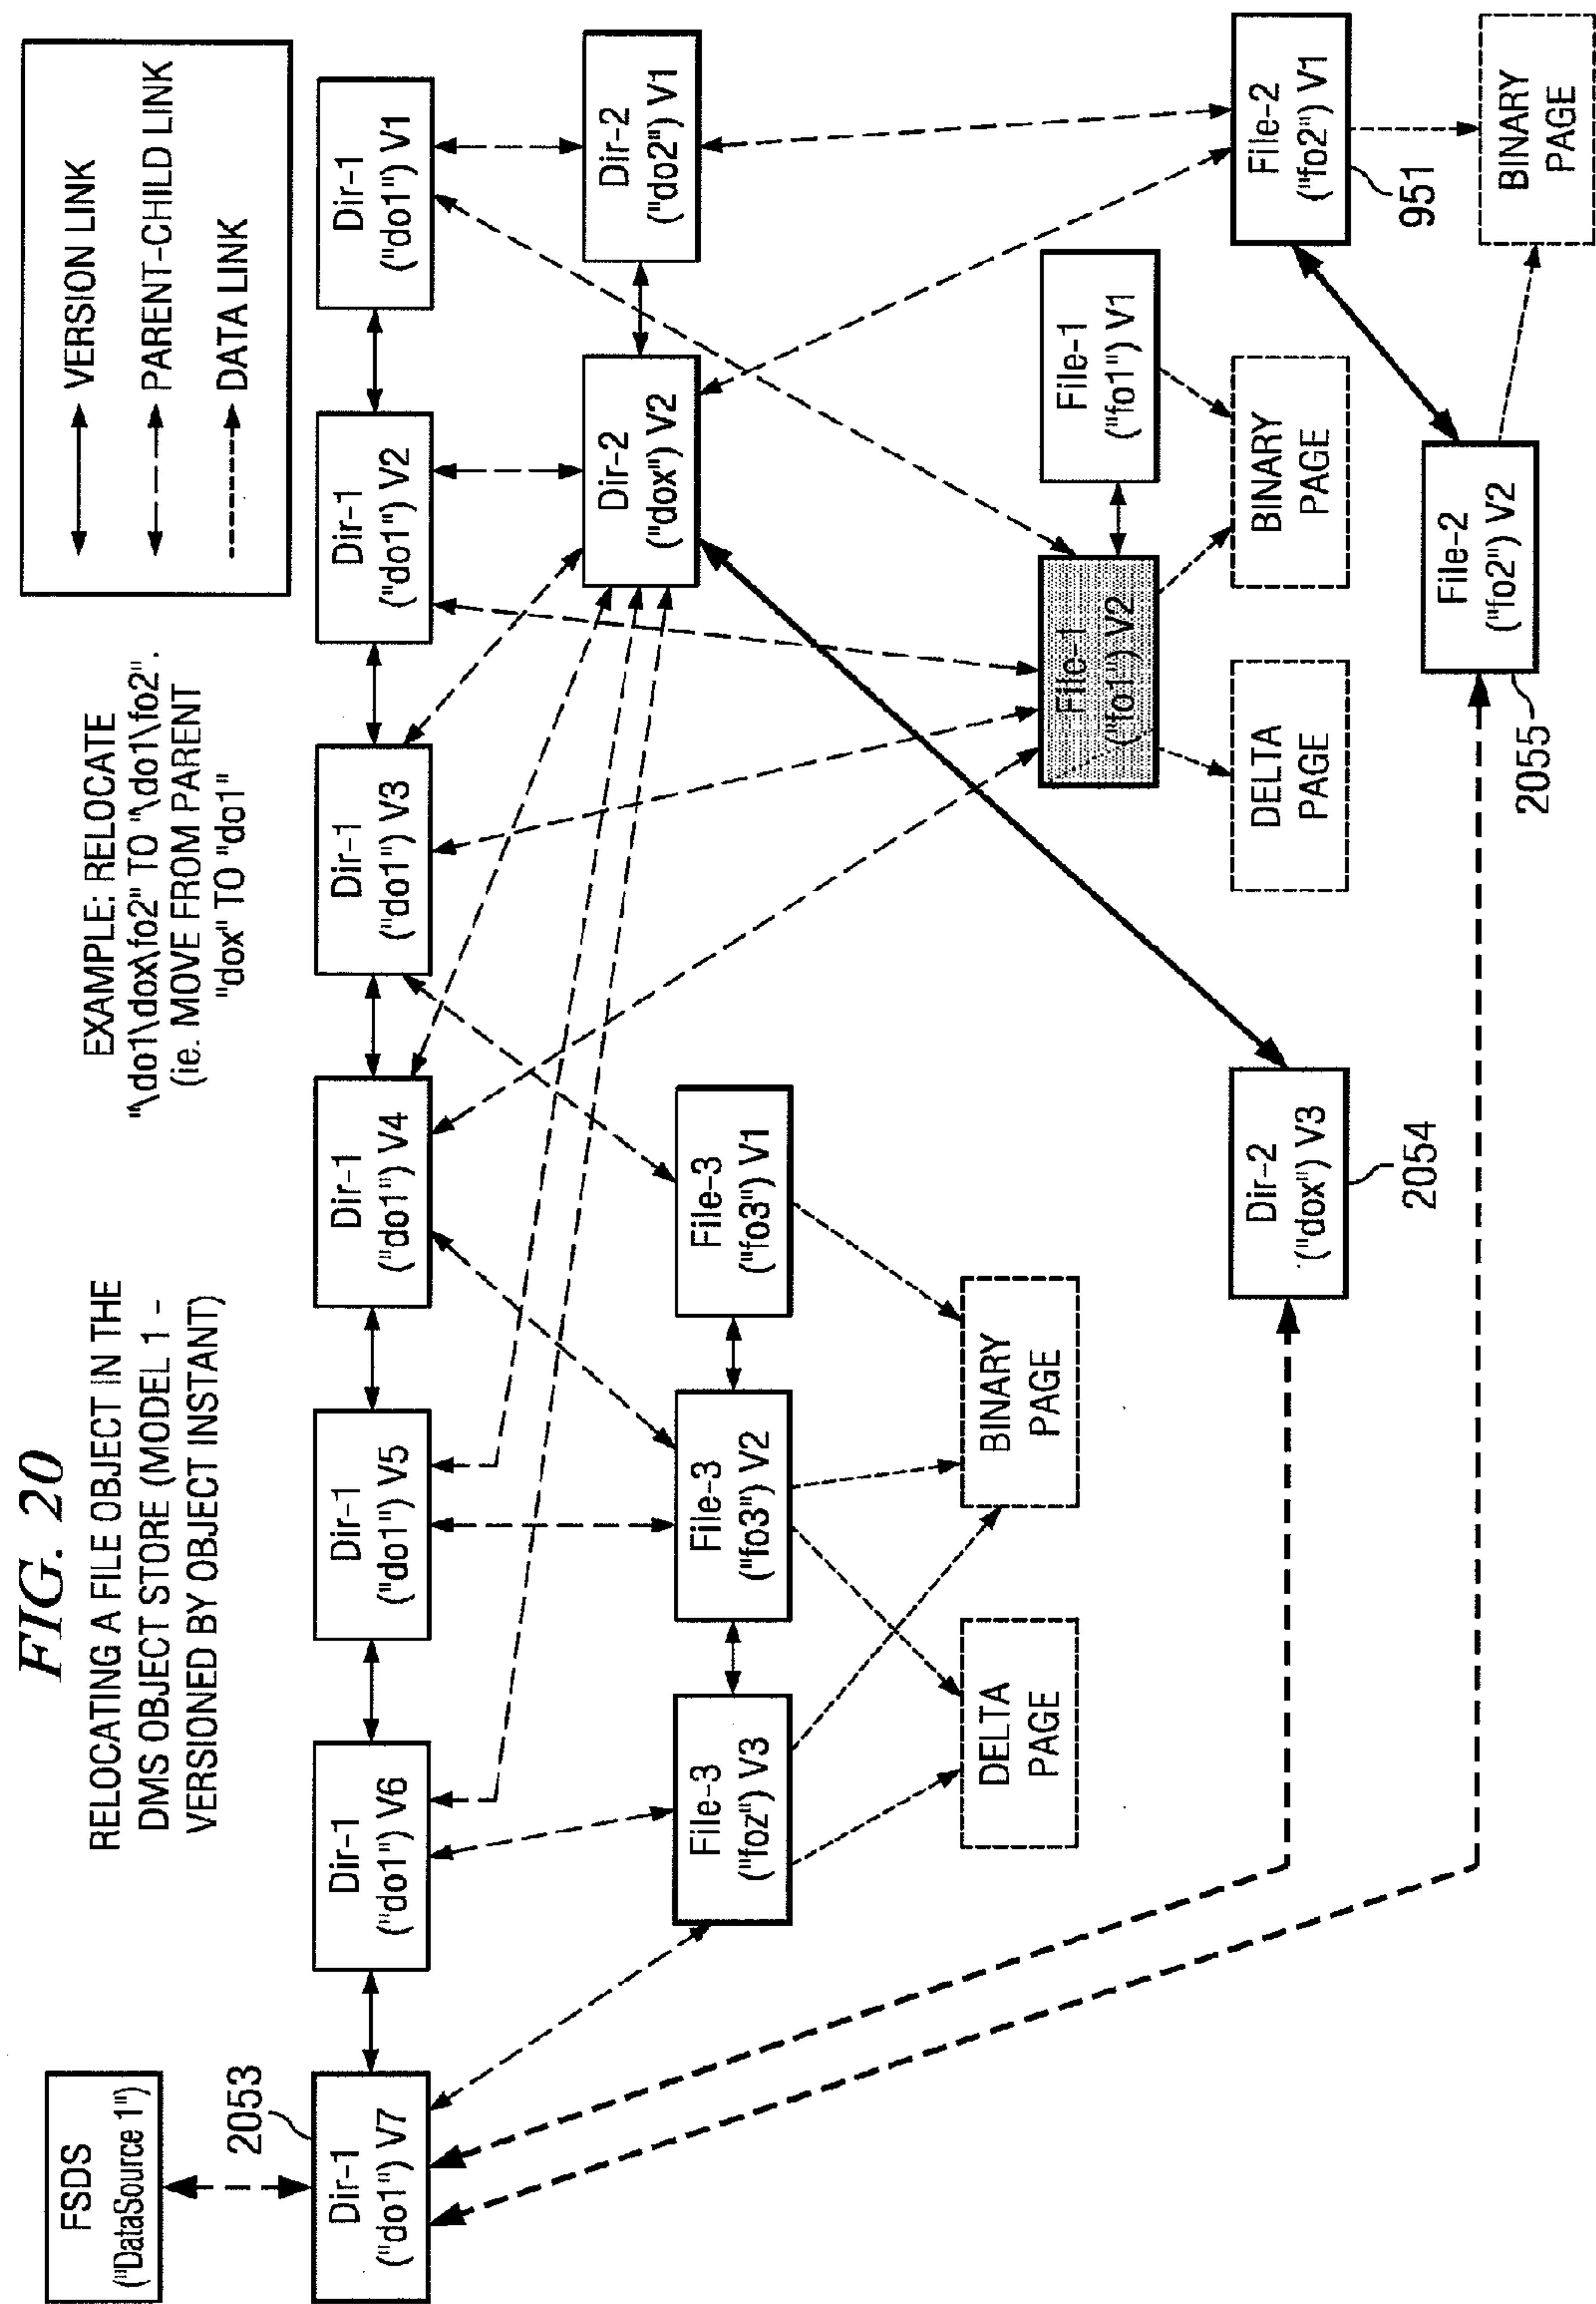 FIG. 20
RELOCATING A FILE OBJECT IN THE
DMS OBJECT STORE (MODEL 1 -
VERSIONED BY OBJECT INSTANT)
EXAMPLE: RELOCATE
"\do1\dox\fo2" TO "\do1\fo2".
(ie. MOVE FROM PARENT
"dox" TO "do1"
VERSION LINK
PARENT-CHILD LINK
DATA LINK
FSDS
("DataSource 1")
2053
Dir-1
("do1") V7
Dir-1
("do1") V6
Dir-1
("do1") V5
Dir-1
("do1") V4
Dir-1
("do1") V3
Dir-1
("do1") V2
Dir-1
("do1") V1
Dir-2
("dox") V2
Dir-2
("do2") V1
File-3
("foz") V3
File-3
("fo3") V2
File-3
("fo3") V1
DELTA
PAGE
BINARY
PAGE
File-1
("fo1") V2
File-1
("fo1") V1
DELTA
PAGE
BINARY
PAGE
Dir-2
("dox") V3
2054
File-2
("fo2") V1
951
File-2
("fo2") V2
2055
BINARY
PAGE